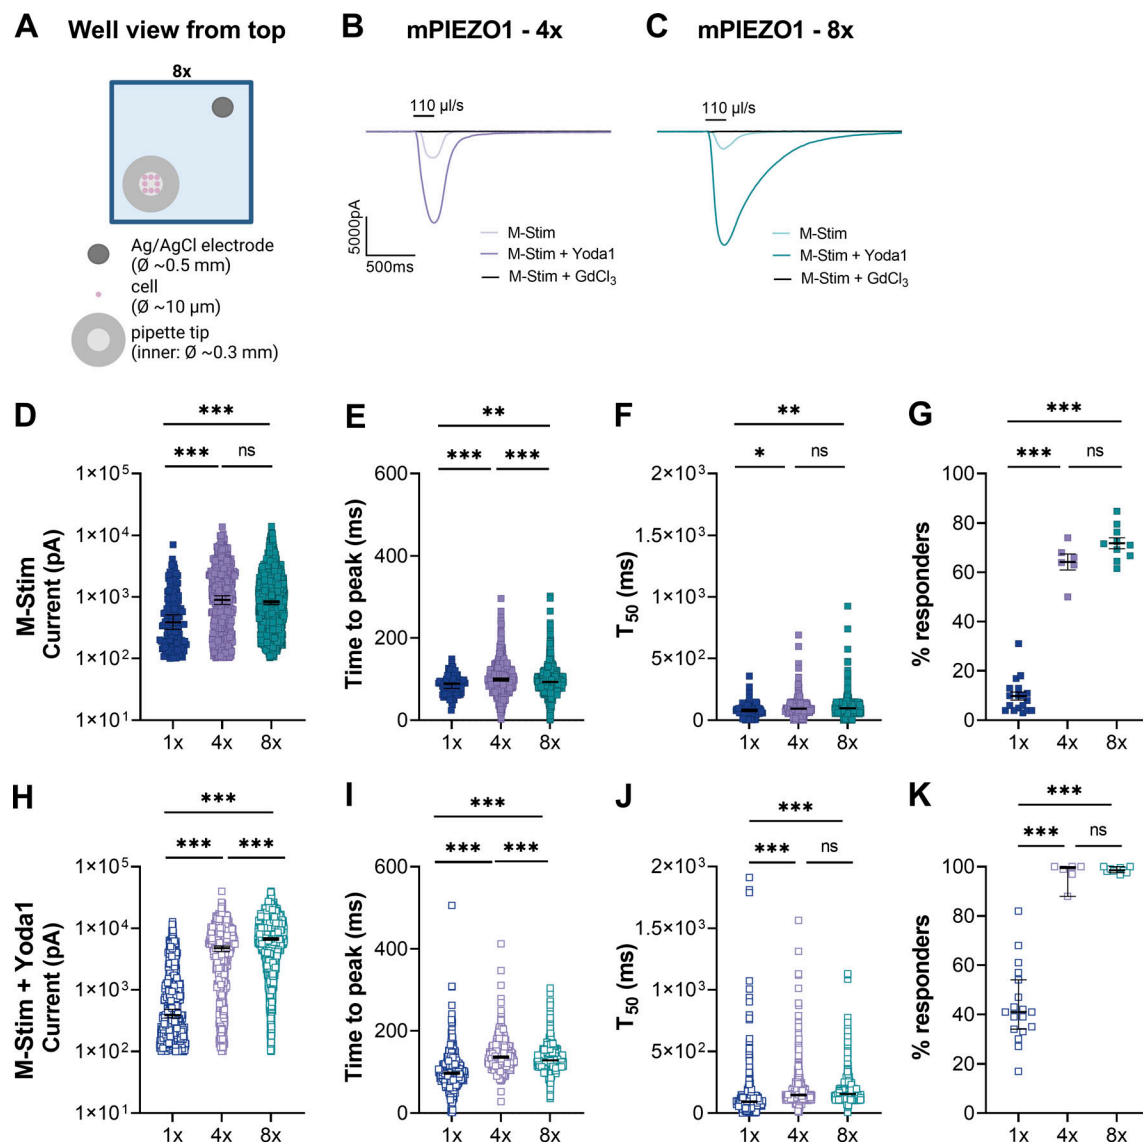 A Well view from top
8x
Ag/AgCl electrode
(Ø ~0.5 mm)
cell
(Ø ~10 µm)
pipette tip
(inner: Ø ~0.3 mm)
B mPIEZO1 - 4x
110 µl/s
5000pA
500ms
M-Stim
M-Stim + Yoda1
M-Stim + GdCl3
C mPIEZO1 - 8x
110 µl/s
M-Stim
M-Stim + Yoda1
M-Stim + GdCl3
D
***
*** ns
M-Stim
Current (pA)
1×10^5
1×10^4
1×10^3
1×10^2
1×10^1
1x 4x 8x
E
**
*** ***
Time to peak (ms)
600
400
200
0
1x 4x 8x
F
**
* ns
T50 (ms)
2×10^3
1.5×10^3
1×10^3
5×10^2
0
1x 4x 8x
G
***
*** ns
% responders
100
80
60
40
20
0
1x 4x 8x
H
***
*** ***
M-Stim + Yoda1
Current (pA)
1×10^5
1×10^4
1×10^3
1×10^2
1×10^1
1x 4x 8x
I
***
*** ***
Time to peak (ms)
600
400
200
0
1x 4x 8x
J
***
*** ns
T50 (ms)
2×10^3
1.5×10^3
1×10^3
5×10^2
0
1x 4x 8x
K
***
*** ns
% responders
100
80
60
40
20
0
1x 4x 8x